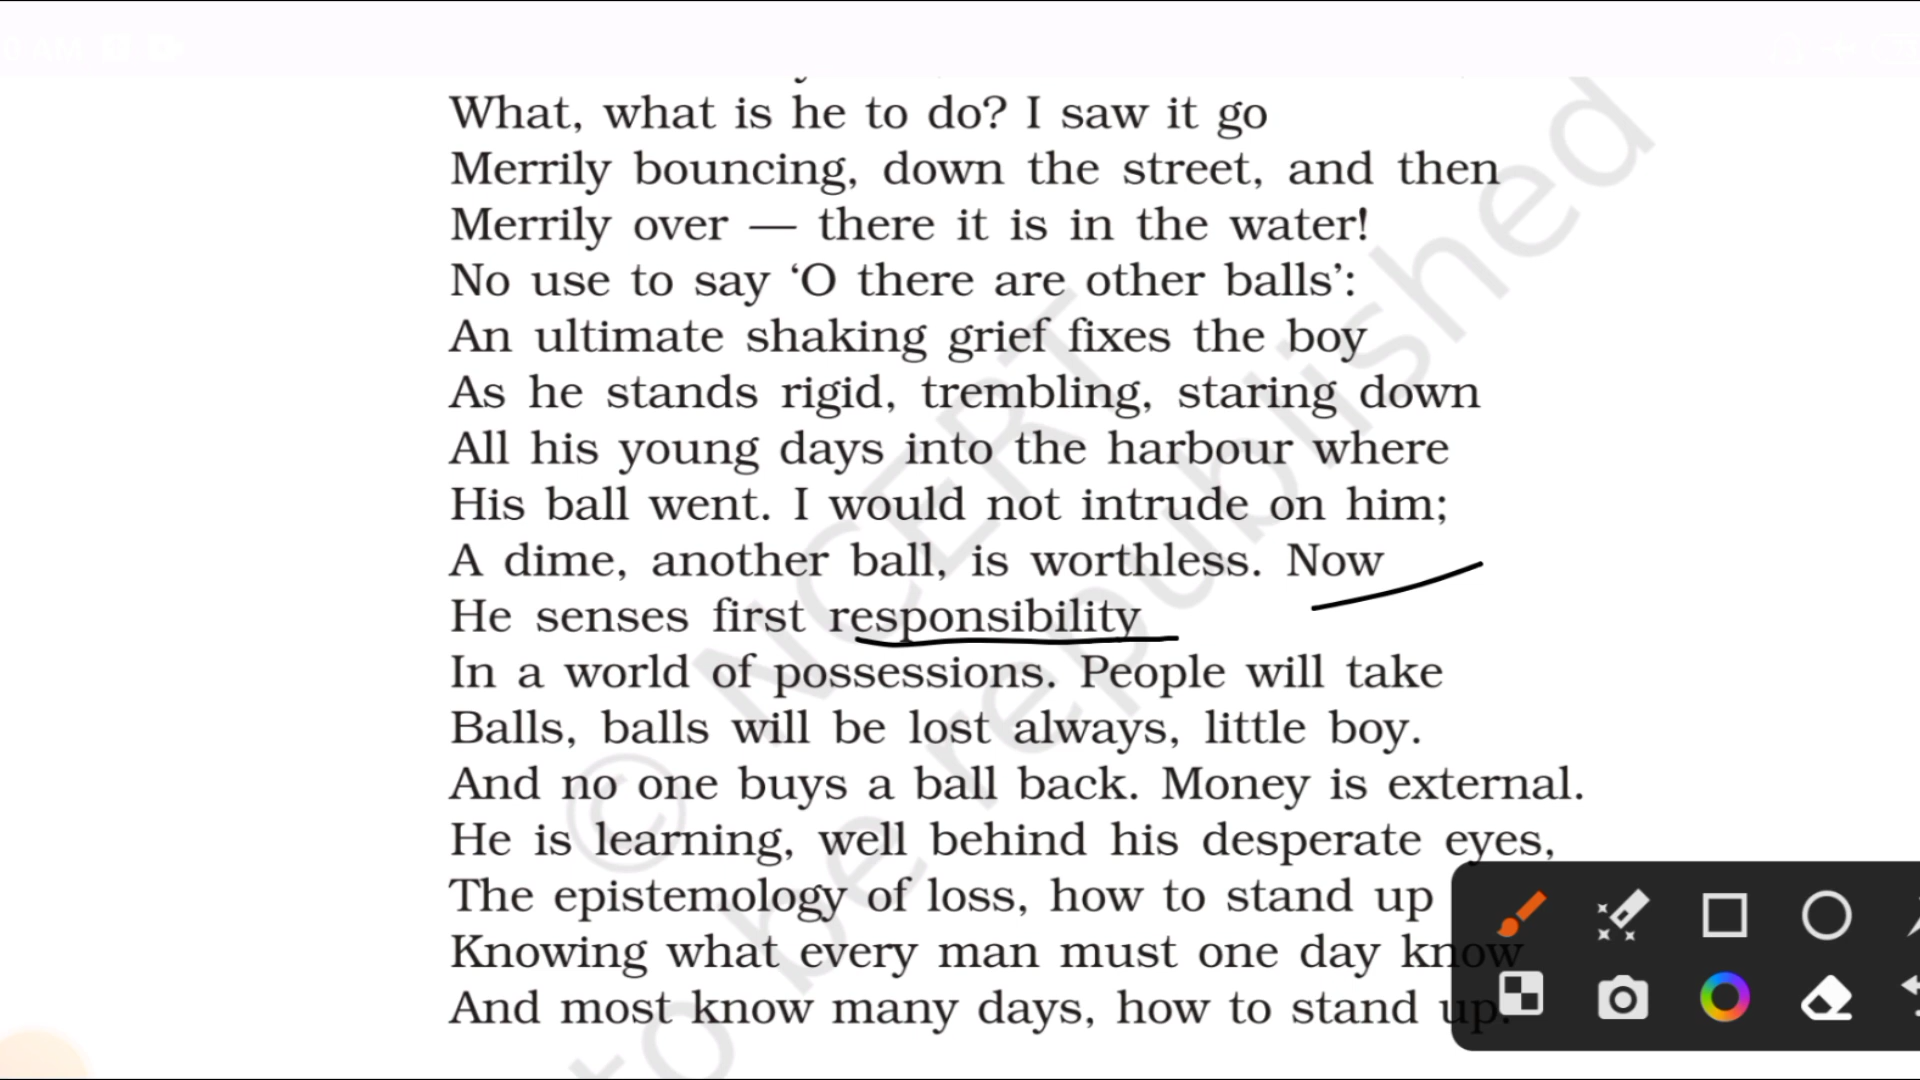 What, what is he to do? I saw it go
Merrily bouncing, down the street, and then
Merrily over — there it is in the water!
No use to say ‘O there are other balls’:
An ultimate shaking grief fixes the boy
As he stands rigid, trembling, staring down
All his young days into the harbour where
His ball went. I would not intrude on him;
A dime, another ball, is worthless. Now
He senses first responsibility
In a world of possessions. People will take
Balls, balls will be lost always, little boy.
And no one buys a ball back. Money is external.
He is learning, well behind his desperate eyes,
The epistemology of loss, how to stand up
Knowing what every man must one day know
And most know many days, how to stand up.
© NCERT
to be republished